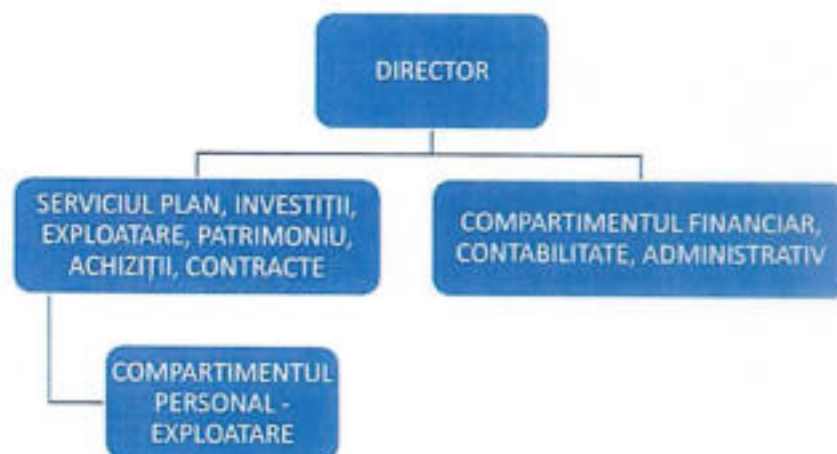 DIRECTOR
SERVICIUL PLAN, INVESTIȚII,
EXPLOATARE, PATRIMONIU,
ACHIZIȚII, CONTRACTE
COMPARTIMENTUL FINANCIAR,
CONTABILITATE, ADMINISTRATIV
COMPARTIMENTUL
PERSONAL -
EXPLOATARE